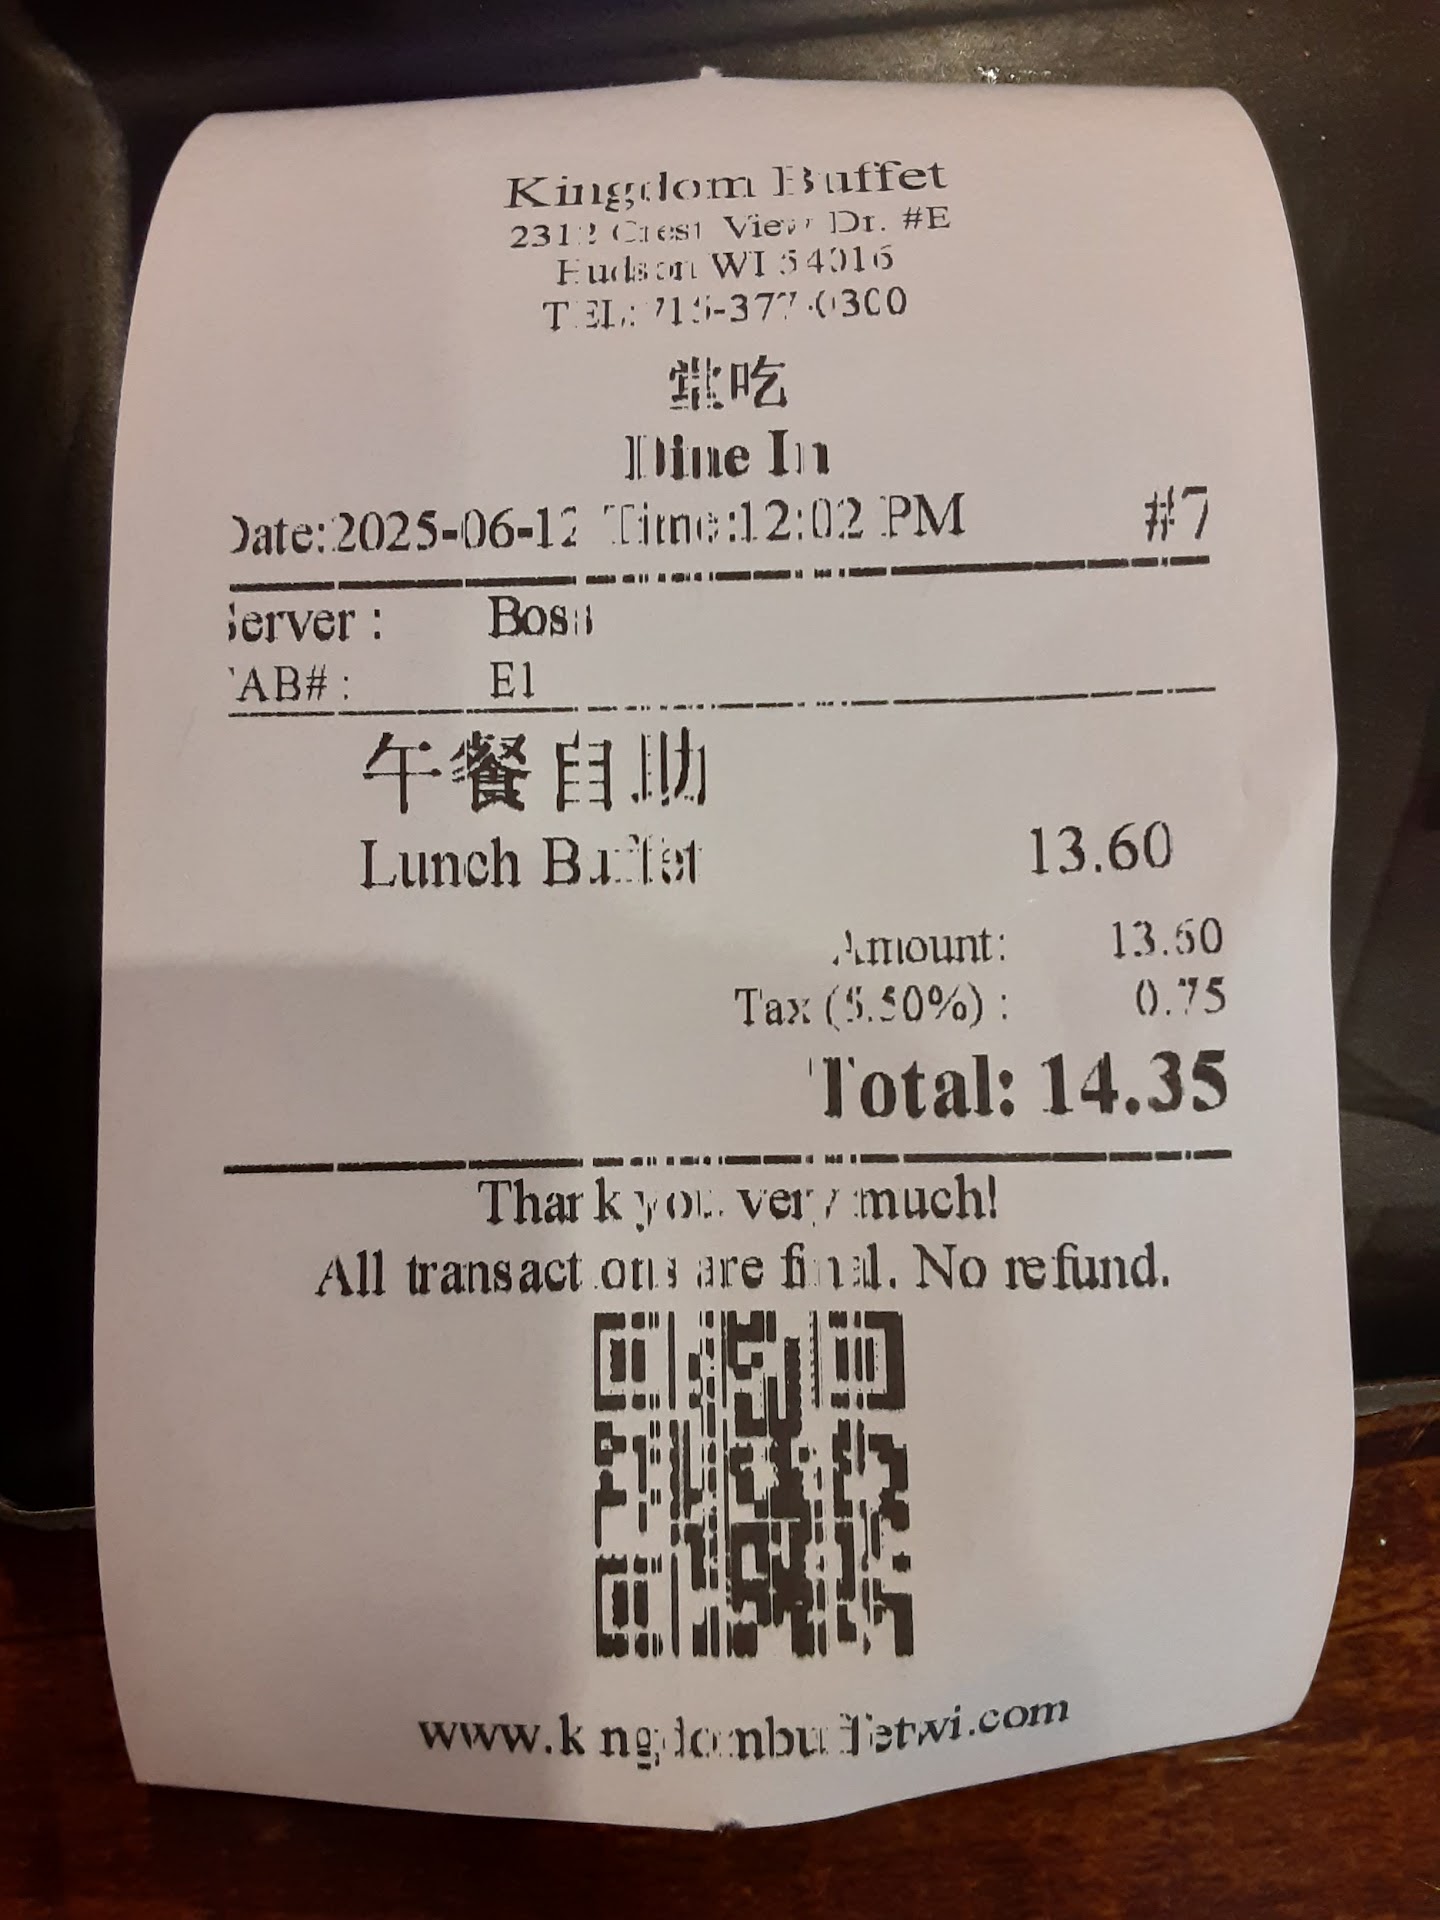 Kingdom Buffet
2312 Crest View Dr. #E
Hudson WI 54016
TEL: 715-377-0300
堂吃
Dine In
Date:2025-06-12 Time:12:02 PM #7
Server : Boss
TAB# : E1
午餐自助
Lunch Buffet 13.60
Amount: 13.60
Tax (5.50%) : 0.75
Total: 14.35
Thank you very much!
All transactions are final. No refund.
www.kingdombuffetwi.com